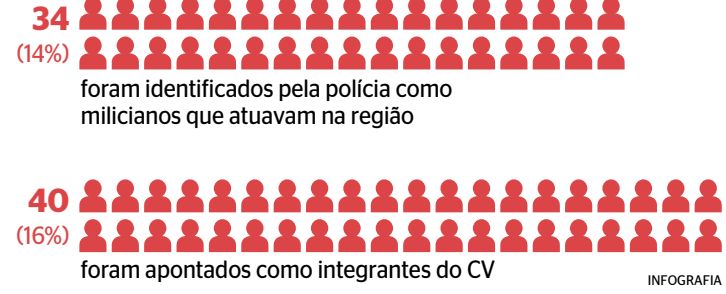 34
(14%)
foram identificados pela polícia como
milicianos que atuavam na região
40
(16%)
foram apontados como integrantes do CV
INFOGRAFIA